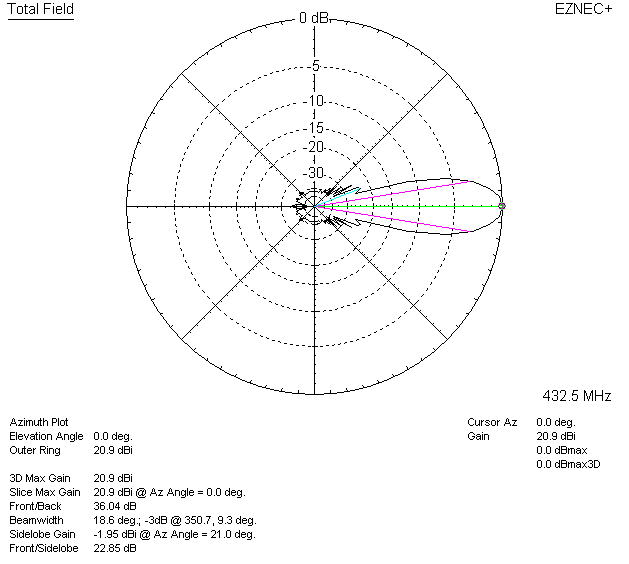 Total Field
EZNEC+
0 dB
-5
-10
-15
-20
-30
432.5 MHz
Azimuth Plot
Elevation Angle 0.0 deg.
Outer Ring 20.9 dBi
3D Max Gain 20.9 dBi
Slice Max Gain 20.9 dBi @ Az Angle = 0.0 deg.
Front/Back 36.04 dB
Beamwidth 18.6 deg.; -3dB @ 350.7, 9.3 deg.
Sidelobe Gain -1.95 dBi @ Az Angle = 21.0 deg.
Front/Sidelobe 22.85 dB
Cursor Az 0.0 deg.
Gain 20.9 dBi
0.0 dBmax
0.0 dBmax3D